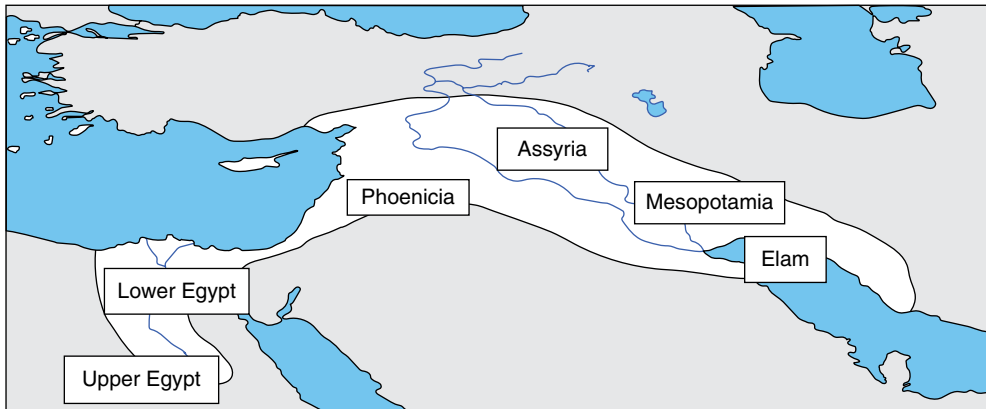 Assyria
Phoenicia
Mesopotamia
Elam
Lower Egypt
Upper Egypt